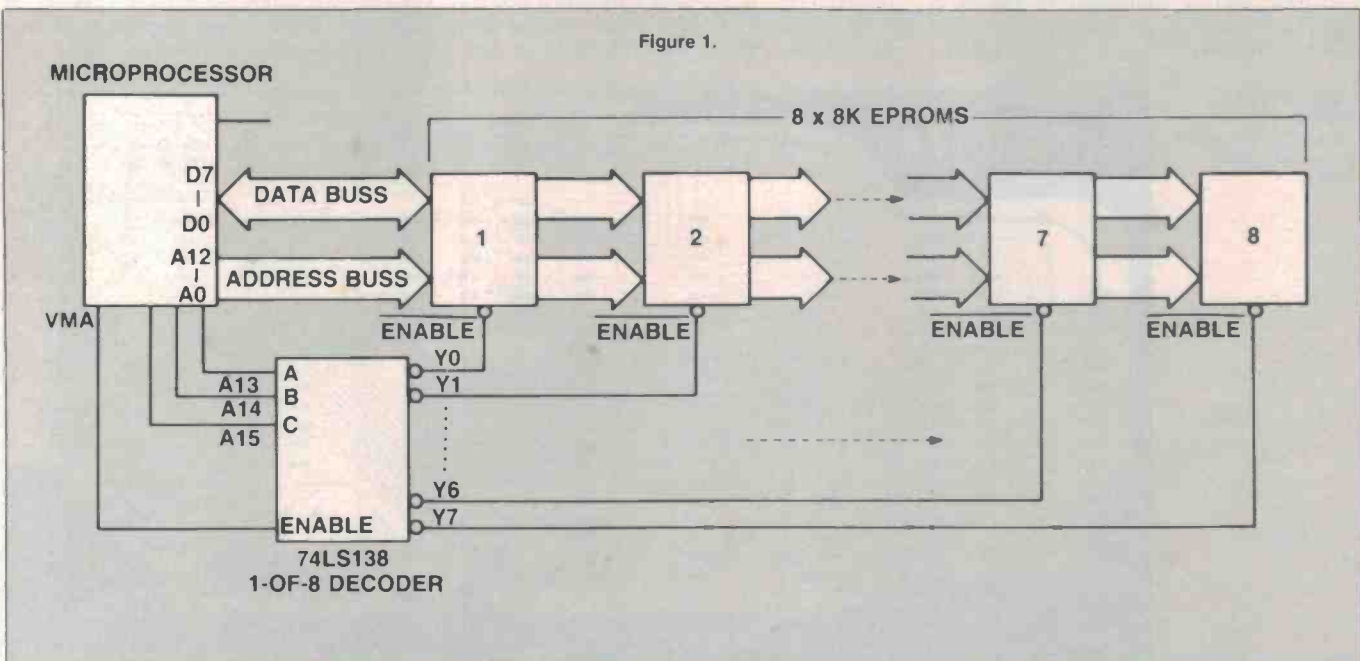 Figure 1.
MICROPROCESSOR
8 x 8K EPROMS
D7
DATA BUSS
D0
A12
ADDRESS BUSS
A0
1
2
7
8
VMA
ENABLE
ENABLE
ENABLE
ENABLE
Y0
Y1
A13
A
A14
B
A15
C
Y6
Y7
ENABLE
74LS138
1-OF-8 DECODER